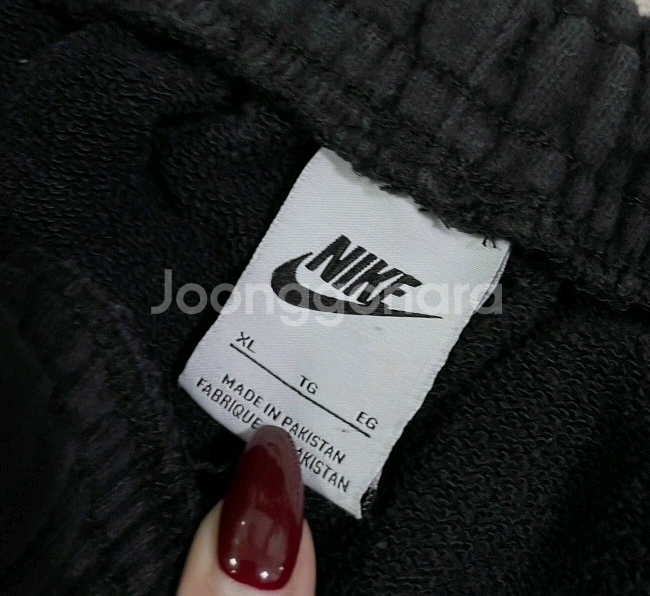 NIKE
Joonggonara
XL TG EG
MADE IN PAKISTAN
FABRIQUE PAKISTAN